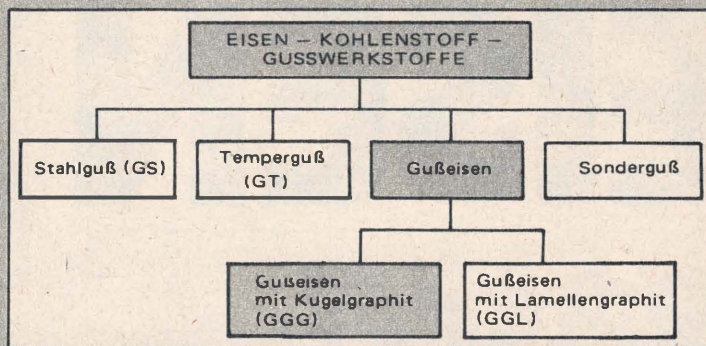 EISEN – KOHLENSTOFF –
GUSSWERKSTOFFE
Stahlguß (GS)
Temperguß
(GT)
Gußeisen
Sonderguß
Gußeisen
mit Kugelgraphit
(GGG)
Gußeisen
mit Lamellengraphit
(GGL)